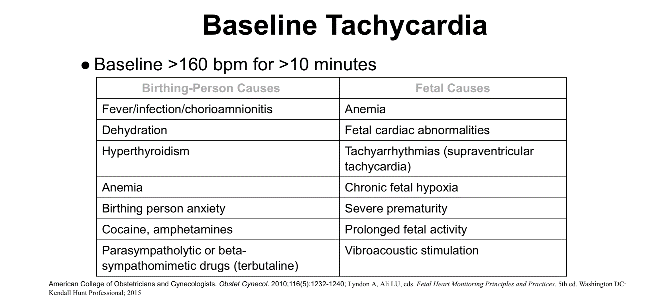 Baseline Tachycardia
● Baseline >160 bpm for >10 minutes
Birthing-Person Causes Fetal Causes
Fever/infection/chorioamnionitis Anemia
Dehydration Fetal cardiac abnormalities
Hyperthyroidism Tachyarrhythmias (supraventricular
tachycardia)
Anemia Chronic fetal hypoxia
Birthing person anxiety Severe prematurity
Cocaine, amphetamines Prolonged fetal activity
Parasympatholytic or beta- Vibroacoustic stimulation
sympathomimetic drugs (terbutaline)
American College of Obstetricians and Gynecologists. Obstet Gynecol. 2010;116(5):1232-1240; Lyndon A, Ali LU, eds. Fetal Heart Monitoring Principles and Practices. 5th ed. Washington DC:
Kendall Hunt Professional; 2015